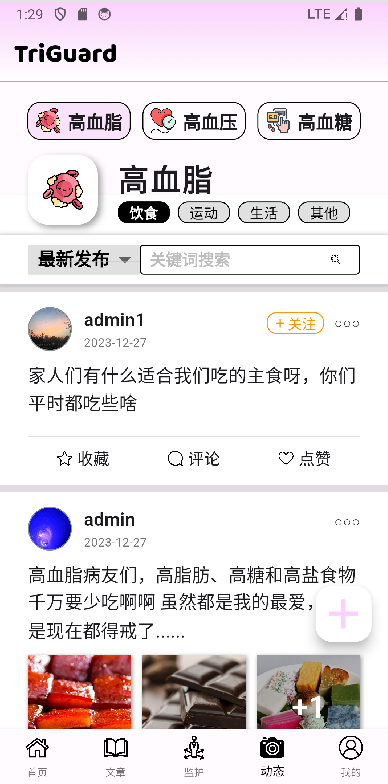 1:29 LTE
TriGuard
高血脂 高血压 高血糖
高血脂
饮食 运动 生活 其他
最新发布 关键词搜索
admin1
+ 关注
2023-12-27
家人们有什么适合我们吃的主食呀，你们
平时都吃些啥
收藏 评论 点赞
admin
2023-12-27
高血脂病友们，高脂肪、高糖和高盐食物
千万要少吃啊啊 虽然都是我的最爱，
是现在都得戒了......
+1
首页 文章 监护 动态 我的